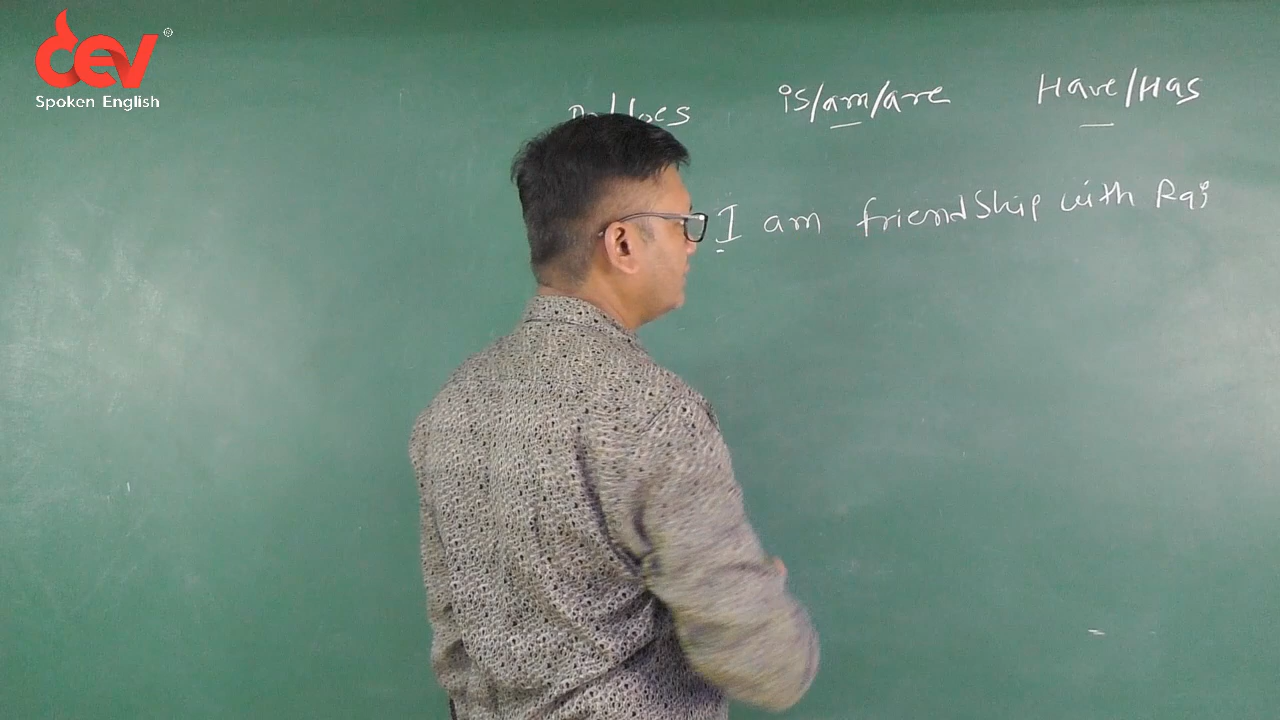 Dev®
Spoken English
is/am/are Have/Has
I am friendship with Raj